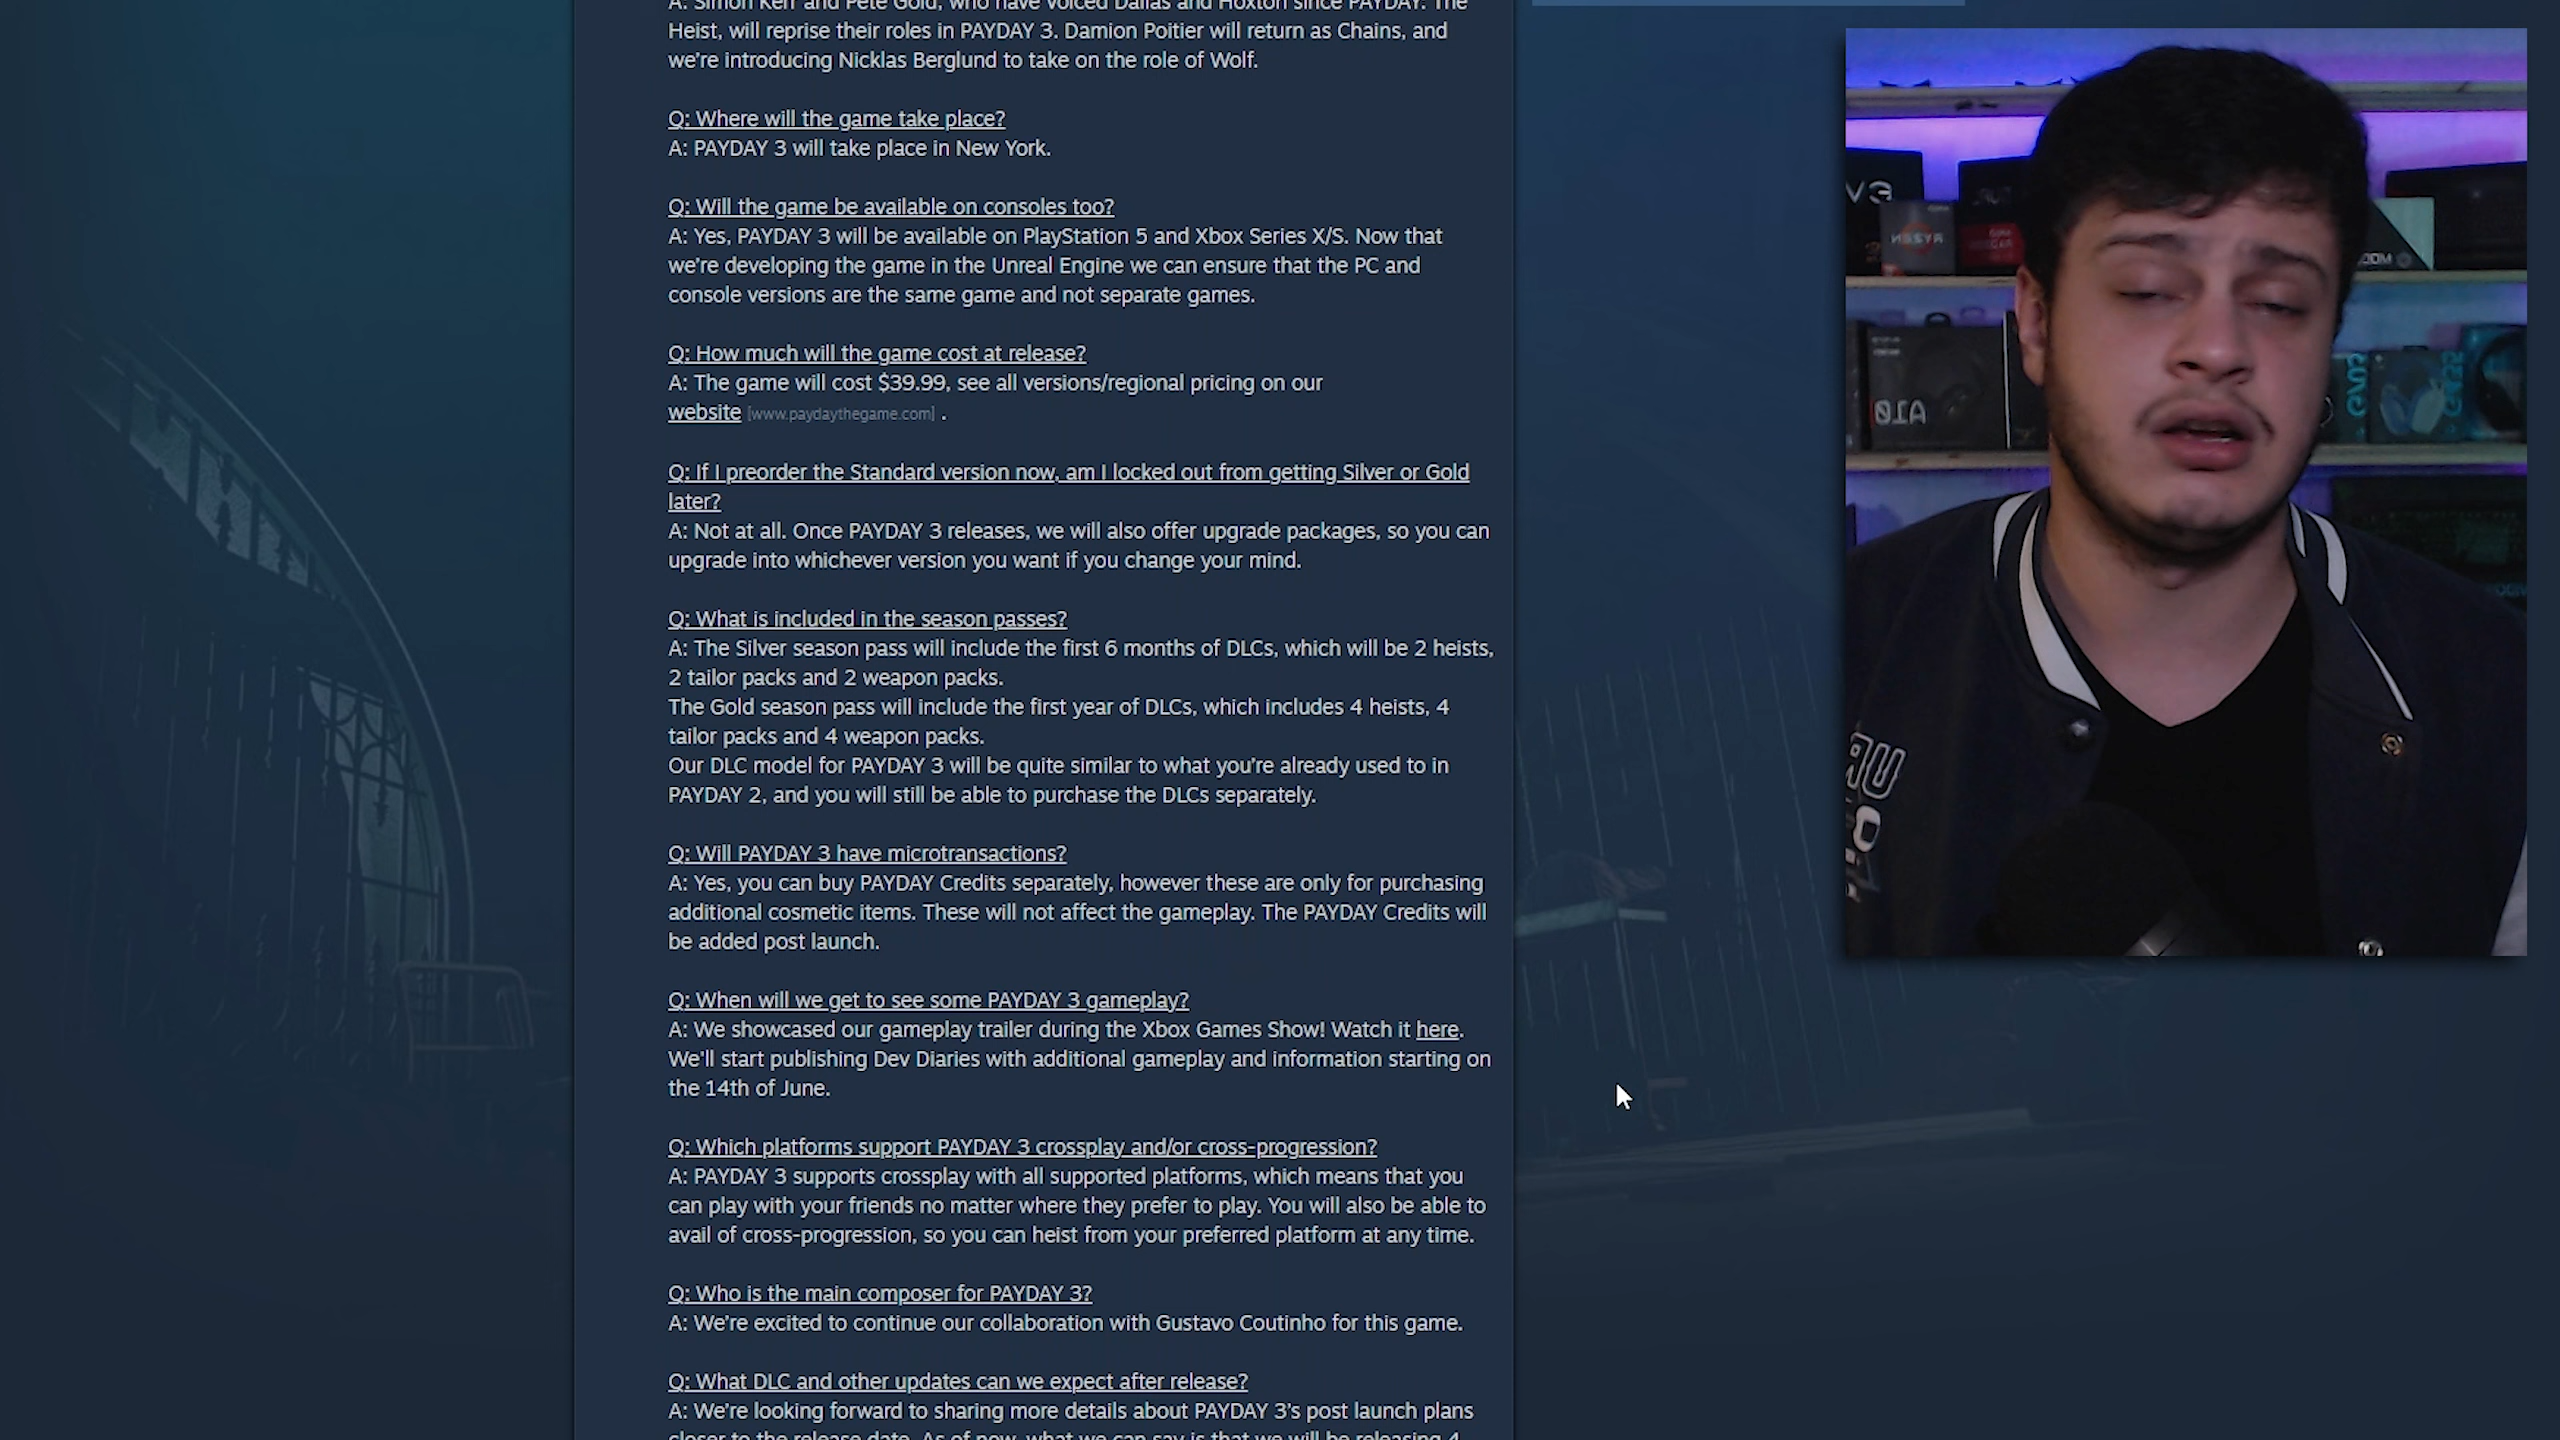 A: Simon Kerr and Pete Gold, who have voiced Dallas and Hoxton since PAYDAY: The
Heist, will reprise their roles in PAYDAY 3. Damion Poitier will return as Chains, and
we're introducing Nicklas Berglund to take on the role of Wolf.
Q: Where will the game take place?
A: PAYDAY 3 will take place in New York.
Q: Will the game be available on consoles too?
A: Yes, PAYDAY 3 will be available on PlayStation 5 and Xbox Series X/S. Now that
we're developing the game in the Unreal Engine we can ensure that the PC and
console versions are the same game and not separate games.
Q: How much will the game cost at release?
A: The game will cost $39.99, see all versions/regional pricing on our
website [www.paydaythegame.com] .
Q: If I preorder the Standard version now, am I locked out from getting Silver or Gold
later?
A: Not at all. Once PAYDAY 3 releases, we will also offer upgrade packages, so you can
upgrade into whichever version you want if you change your mind.
Q: What is included in the season passes?
A: The Silver season pass will include the first 6 months of DLCs, which will be 2 heists,
2 tailor packs and 2 weapon packs.
The Gold season pass will include the first year of DLCs, which includes 4 heists, 4
tailor packs and 4 weapon packs.
Our DLC model for PAYDAY 3 will be quite similar to what you're already used to in
PAYDAY 2, and you will still be able to purchase the DLCs separately.
Q: Will PAYDAY 3 have microtransactions?
A: Yes, you can buy PAYDAY Credits separately, however these are only for purchasing
additional cosmetic items. These will not affect the gameplay. The PAYDAY Credits will
be added post launch.
Q: When will we get to see some PAYDAY 3 gameplay?
A: We showcased our gameplay trailer during the Xbox Games Show! Watch it here.
We'll start publishing Dev Diaries with additional gameplay and information starting on
the 14th of June.
Q: Which platforms support PAYDAY 3 crossplay and/or cross-progression?
A: PAYDAY 3 supports crossplay with all supported platforms, which means that you
can play with your friends no matter where they prefer to play. You will also be able to
avail of cross-progression, so you can heist from your preferred platform at any time.
Q: Who is the main composer for PAYDAY 3?
A: We're excited to continue our collaboration with Gustavo Coutinho for this game.
Q: What DLC and other updates can we expect after release?
A: We're looking forward to sharing more details about PAYDAY 3's post launch plans
closer to the release date. As of now, what we can say is that we will be releasing 4
RYZEN
A10
G733